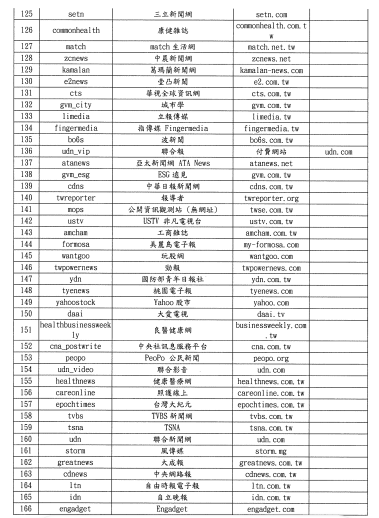 125 setn 三立新聞網 setn.com
126 commonhealth 康健雜誌 commonhealth.com.t
w
127 match match 生活網 match.net.tw
128 zcnews 中晨新聞網 zcnews.net
129 kamalan 葛瑪蘭新聞網 kamalan-news.com
130 e2news 壹凸新聞 e2.com.tw
131 cts 華視全球資訊網 cts.com.tw
132 gvm_city 城市學 gvm.com.tw
133 limedia 立報傳媒 limedia.tw
134 fingermedia 指傳媒 Fingermedia fingermedia.tw
135 bo6s 波新聞 bo6s.com.tw
136 udn_vip 聯合報 付費網站 udn.com
137 atanews 亞太新聞網 ATA News atanews.net
138 gvm_esg ESG 遠見 gvm.com.tw
139 cdns 中華日報新聞網 cdns.com.tw
140 twreporter 報導者 twreporter.org
141 mops 公開資訊觀測站 (無網址) twse.com.tw
142 ustv USTV 非凡電視台 ustv.com.tw
143 amcham 工商雜誌 amcham.com.tw
144 formosa 美麗島電子報 my-formosa.com
145 wantgoo 玩股網 wantgoo.com
146 twpowernews 勁報 twpowernews.com
147 ydn 國防部青年日報社 ydn.com.tw
148 tyenews 桃園電子報 tyenews.com
149 yahoostock Yahoo 股市 yahoo.com
150 daai 大愛電視 daai.tv
151 healthbusinessweek
ly 良醫健康網 businessweekly.com
.tw
152 cna_postwrite 中央社訊息服務平台 cna.com.tw
153 peopo PeoPo 公民新聞 peopo.org
154 udn_video 聯合影音 udn.com
155 healthnews 健康醫療網 healthnews.com.tw
156 careonline 照護線上 careonline.com.tw
157 epochtimes 台灣大紀元 epochtimes.com.tw
158 tvbs TVBS 新聞網 tvbs.com.tw
159 tsna TSNA tsna.com.tw
160 udn 聯合新聞網 udn.com
161 storm 風傳媒 storm.mg
162 greatnews 大成報 greatnews.com.tw
163 cdnews 中央網路報 cdnews.com.tw
164 ltn 自由時報電子報 ltn.com.tw
165 idn 自立晚報 idn.com.tw
166 engadget Engadget engadget.com